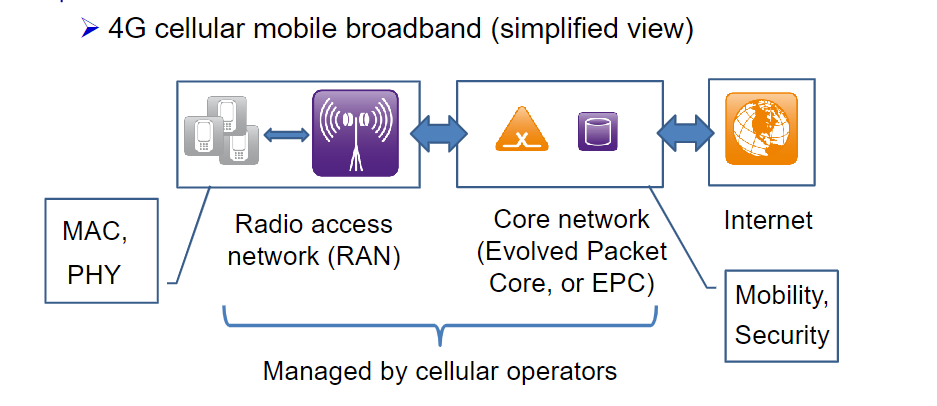 4G cellular mobile broadband (simplified view)
MAC,
PHY
Radio access
network (RAN)
Core network
(Evolved Packet
Core, or EPC)
Internet
Mobility,
Security
Managed by cellular operators